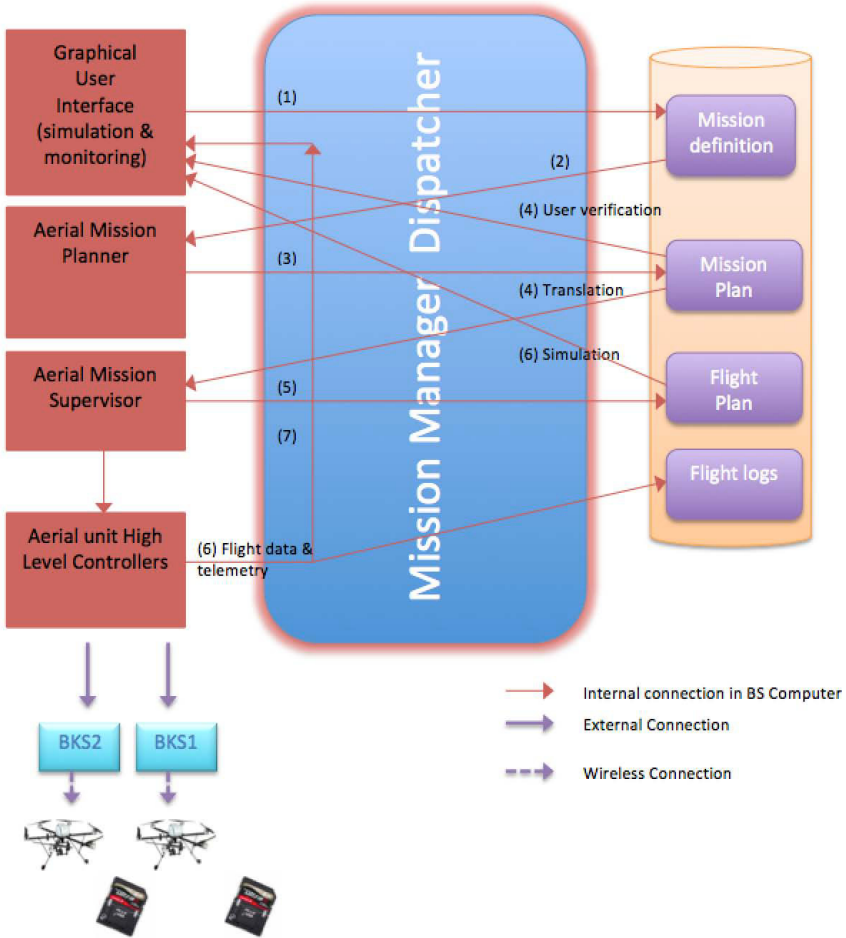 Graphical
User
Interface
(simulation &
monitoring)
(1)
Mission
definition
(2)
(4) User verification
Aerial Mission
Planner
(3)
Mission
Plan
(4) Translation
(6) Simulation
Aerial Mission
Supervisor
(5)
Flight
Plan
(7)
Flight logs
Mission Manager Dispatcher
Aerial unit High
Level Controllers
(6) Flight data &
telemetry
Internal connection in BS Computer
External Connection
Wireless Connection
BKS2
BKS1